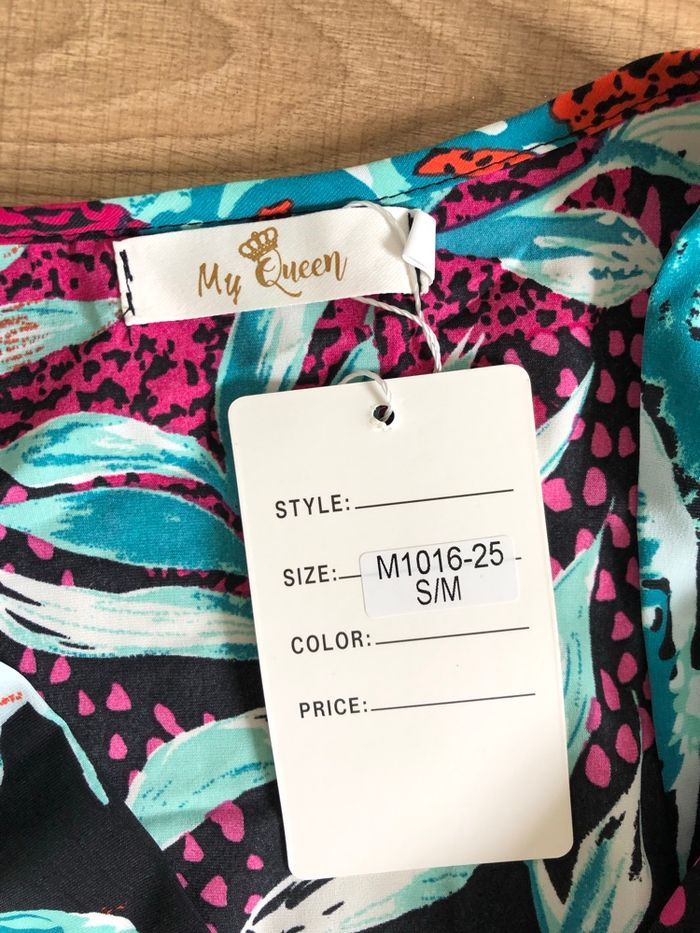 My Queen
STYLE:
SIZE: M1016-25
S/M
COLOR:
PRICE: